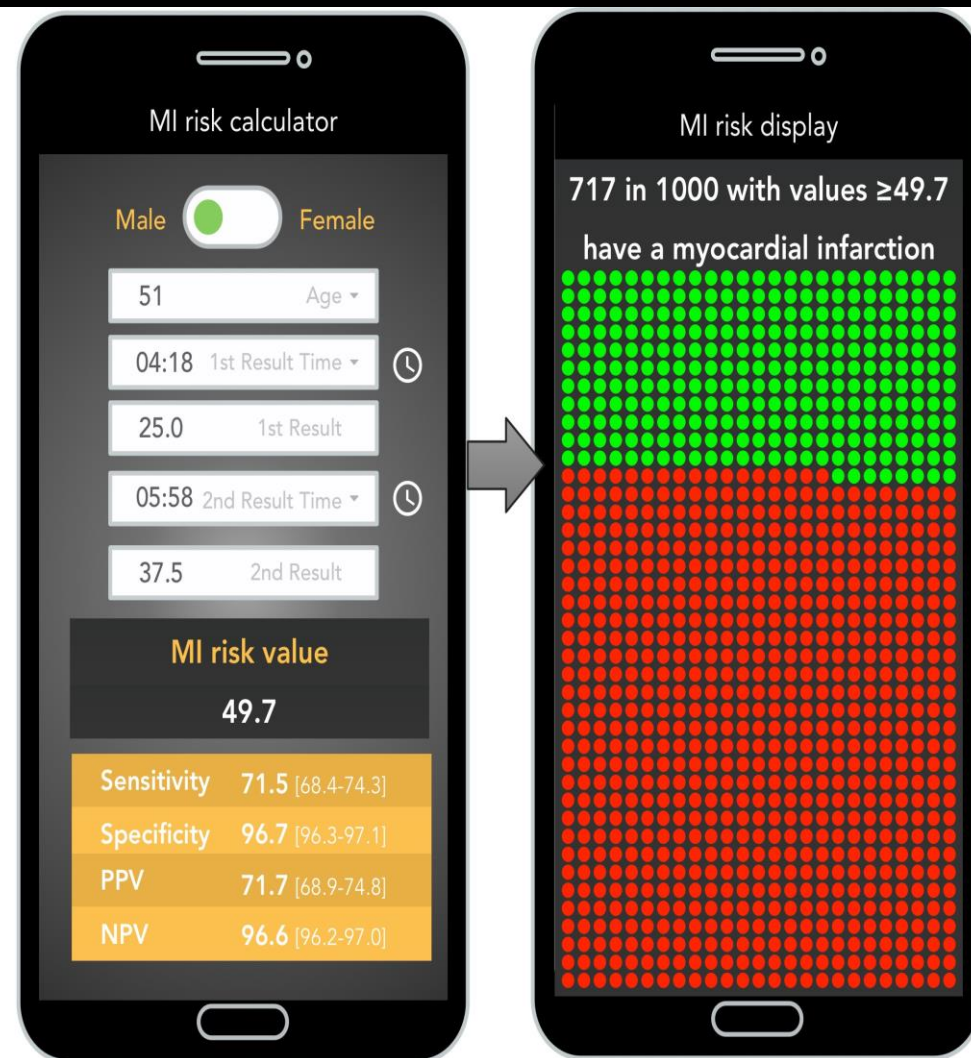 MI risk calculator
Male Female
51 Age
04:18 1st Result Time
25.0 1st Result
05:58 2nd Result Time
37.5 2nd Result
MI risk value
49.7
Sensitivity 71.5 [68.4-74.3]
Specificity 96.7 [96.3-97.1]
PPV 71.7 [68.9-74.8]
NPV 96.6 [96.2-97.0]
MI risk display
717 in 1000 with values ≥49.7
have a myocardial infarction